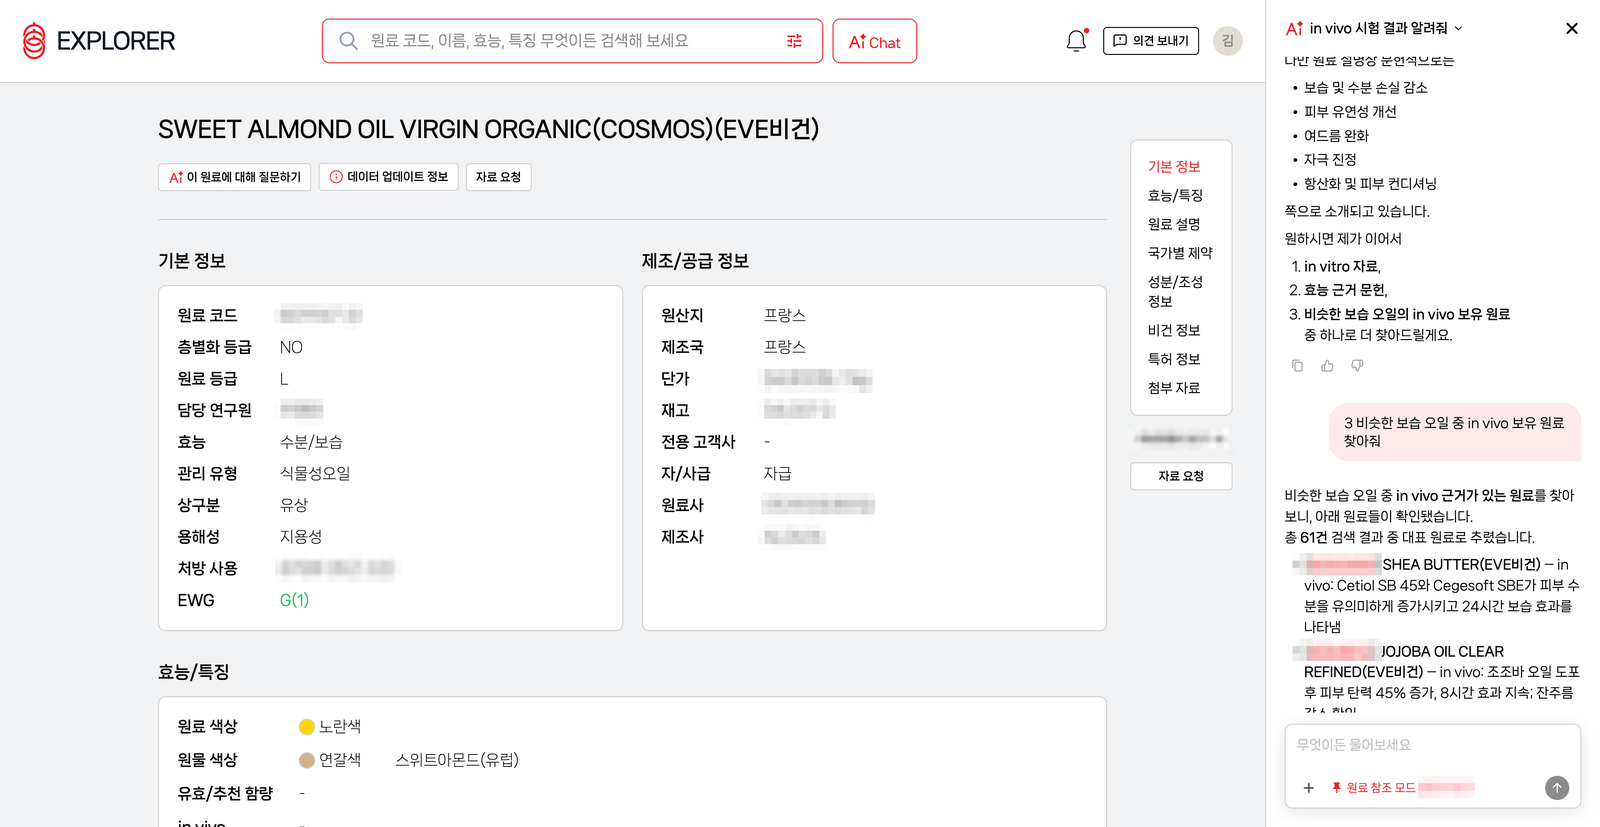 EXPLORER
원료 코드, 이름, 효능, 특징 무엇이든 검색해 보세요
Ai Chat
의견 보내기
김
SWEET ALMOND OIL VIRGIN ORGANIC(COSMOS)(EVE비건)
Ai 이 원료에 대해 질문하기
데이터 업데이트 정보
자료 요청
기본 정보
원료 코드
층별화 등급 NO
원료 등급 L
담당 연구원
효능 수분/보습
관리 유형 식물성오일
상구분 유상
용해성 지용성
처방 사용
EWG G(1)
제조/공급 정보
원산지 프랑스
제조국 프랑스
단가
재고
전용 고객사 -
자/사급 자급
원료사
제조사
효능/특징
원료 색상 노란색
원물 색상 연갈색 스위트아몬드(유럽)
유효/추천 함량 -
in vivo -
기본 정보
효능/특징
원료 설명
국가별 제약
성분/조성
정보
비건 정보
특허 정보
첨부 자료
자료 요청
Ai in vivo 시험 결과 알려줘
다만 원료 설명상 문헌적으로는
• 보습 및 수분 손실 감소
• 피부 유연성 개선
• 여드름 완화
• 자극 진정
• 항산화 및 피부 컨디셔닝
쪽으로 소개되고 있습니다.
원하시면 제가 이어서
1. in vitro 자료,
2. 효능 근거 문헌,
3. 비슷한 보습 오일의 in vivo 보유 원료
중 하나로 더 찾아드릴게요.
3 비슷한 보습 오일 중 in vivo 보유 원료
찾아줘
비슷한 보습 오일 중 in vivo 근거가 있는 원료를 찾아
보니, 아래 원료들이 확인됐습니다.
총 61건 검색 결과 중 대표 원료로 추렸습니다.
SHEA BUTTER(EVE비건) — in
vivo: Cetiol SB 45와 Cegesoft SBE가 피부 수
분을 유의미하게 증가시키고 24시간 보습 효과를
나타냄
JOJOBA OIL CLEAR
REFINED(EVE비건) — in vivo: 조조바 오일 도포
후 피부 탄력 45% 증가, 8시간 효과 지속; 잔주름
감소 확인
무엇이든 물어보세요
원료 참조 모드